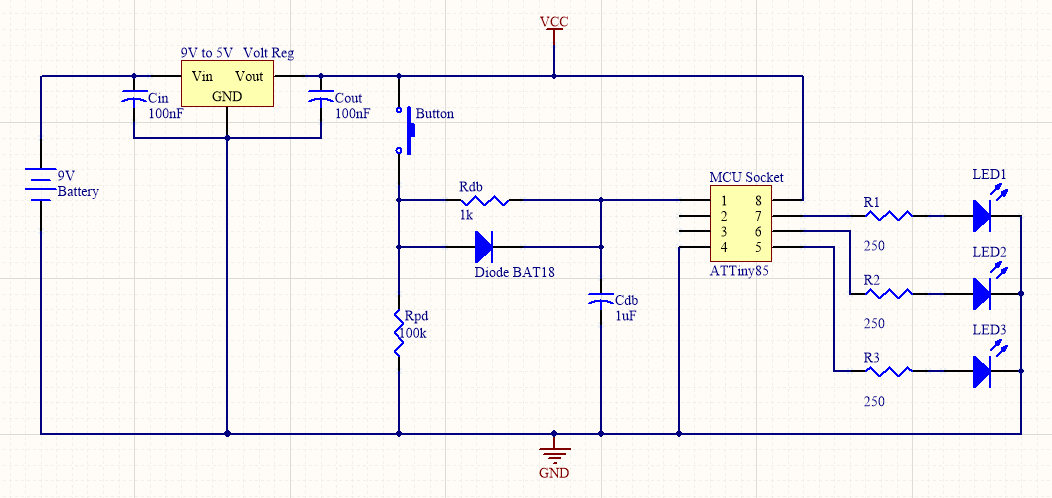 VCC
9V to 5V Volt Reg
Vin Vout
GND
Cin
100nF
Cout
100nF
Button
9V
Battery
Rdb
1k
Diode BAT18
Rpd
100k
Cdb
1uF
MCU Socket
1 8
2 7
3 6
4 5
ATTiny85
R1
250
LED1
R2
250
LED2
R3
250
LED3
GND